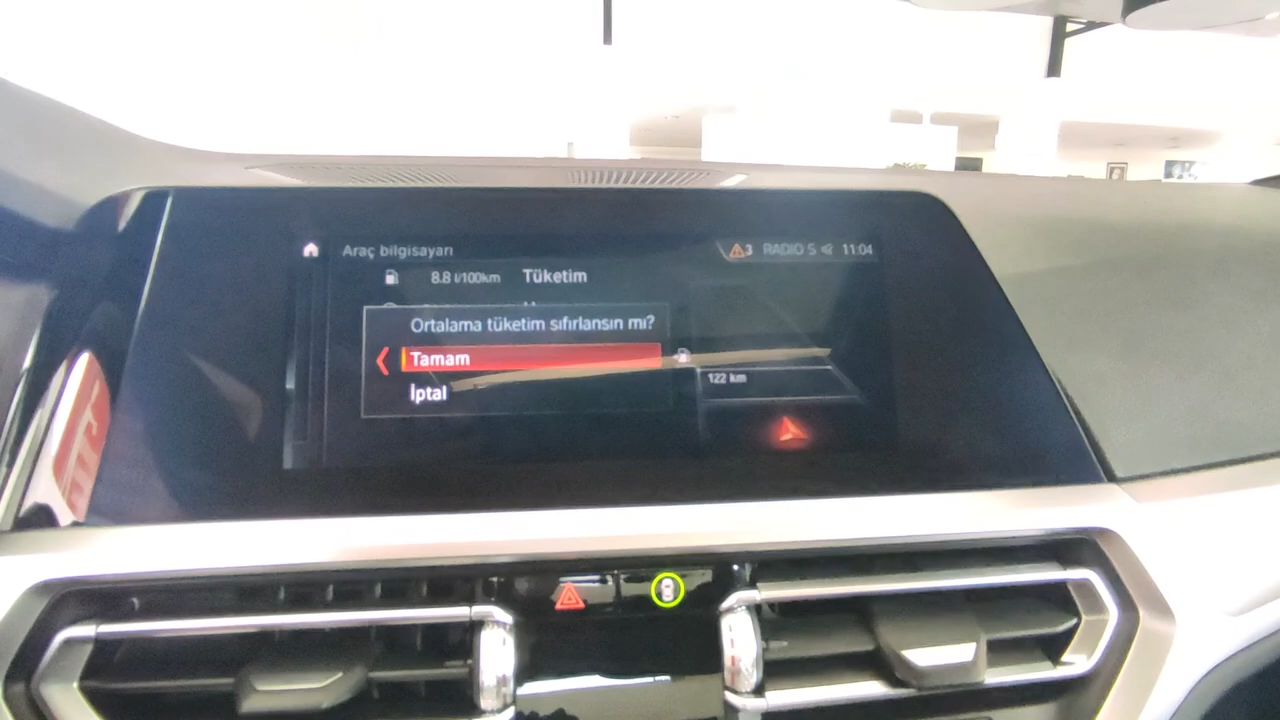 Araç bilgisayarı
3 RADIO S 11:04
8.8 l/100km Tüketim
Ortalama tüketim sıfırlansın mı?
Tamam
İptal
122 km